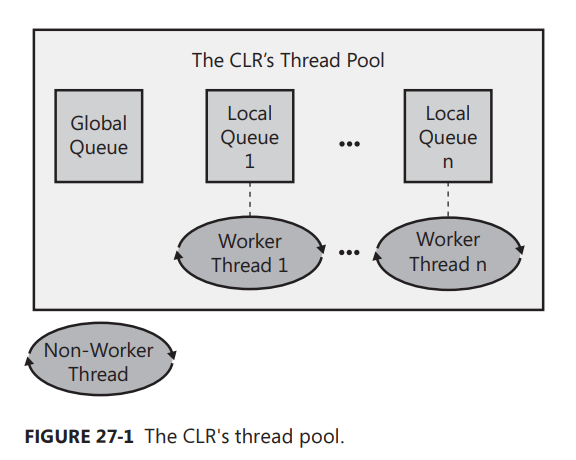 The CLR's Thread Pool
Global
Queue
Local
Queue
1
•••
Local
Queue
n
Worker
Thread 1
•••
Worker
Thread n
Non-Worker
Thread
FIGURE 27-1 The CLR's thread pool.